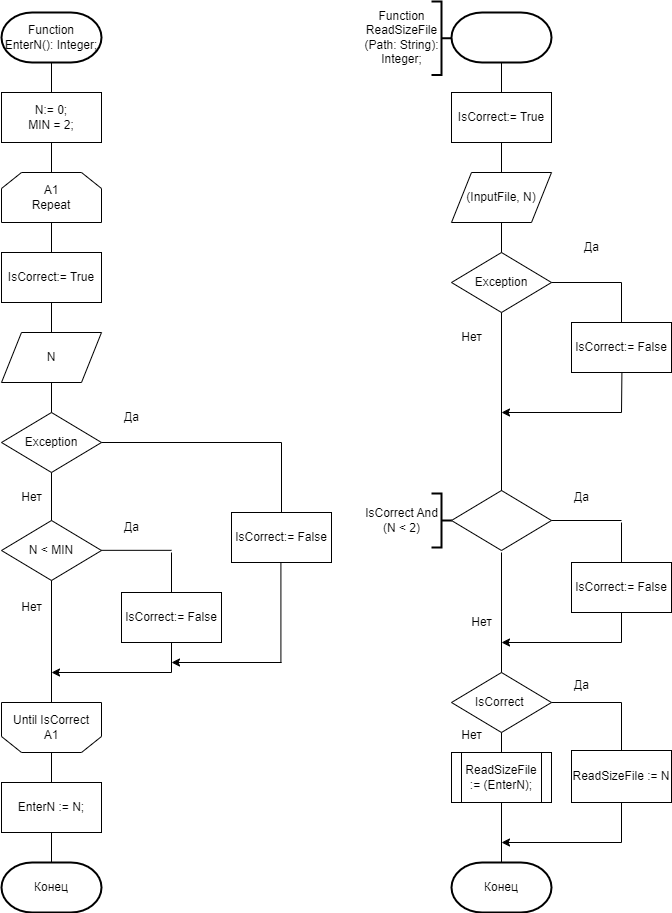 Function
EnterN(): Integer;
N:= 0;
MIN = 2;
A1
Repeat
IsCorrect:= True
N
Exception
Да
Нет
IsCorrect:= False
N < MIN
Да
Нет
IsCorrect:= False
Until IsCorrect
A1
EnterN := N;
Конец
Function
ReadSizeFile
(Path: String):
Integer;
IsCorrect:= True
(InputFile, N)
Exception
Да
Нет
IsCorrect:= False
IsCorrect And
(N < 2)
Да
IsCorrect:= False
Нет
IsCorrect
Да
Нет
ReadSizeFile
:= (EnterN);
ReadSizeFile := N
Конец